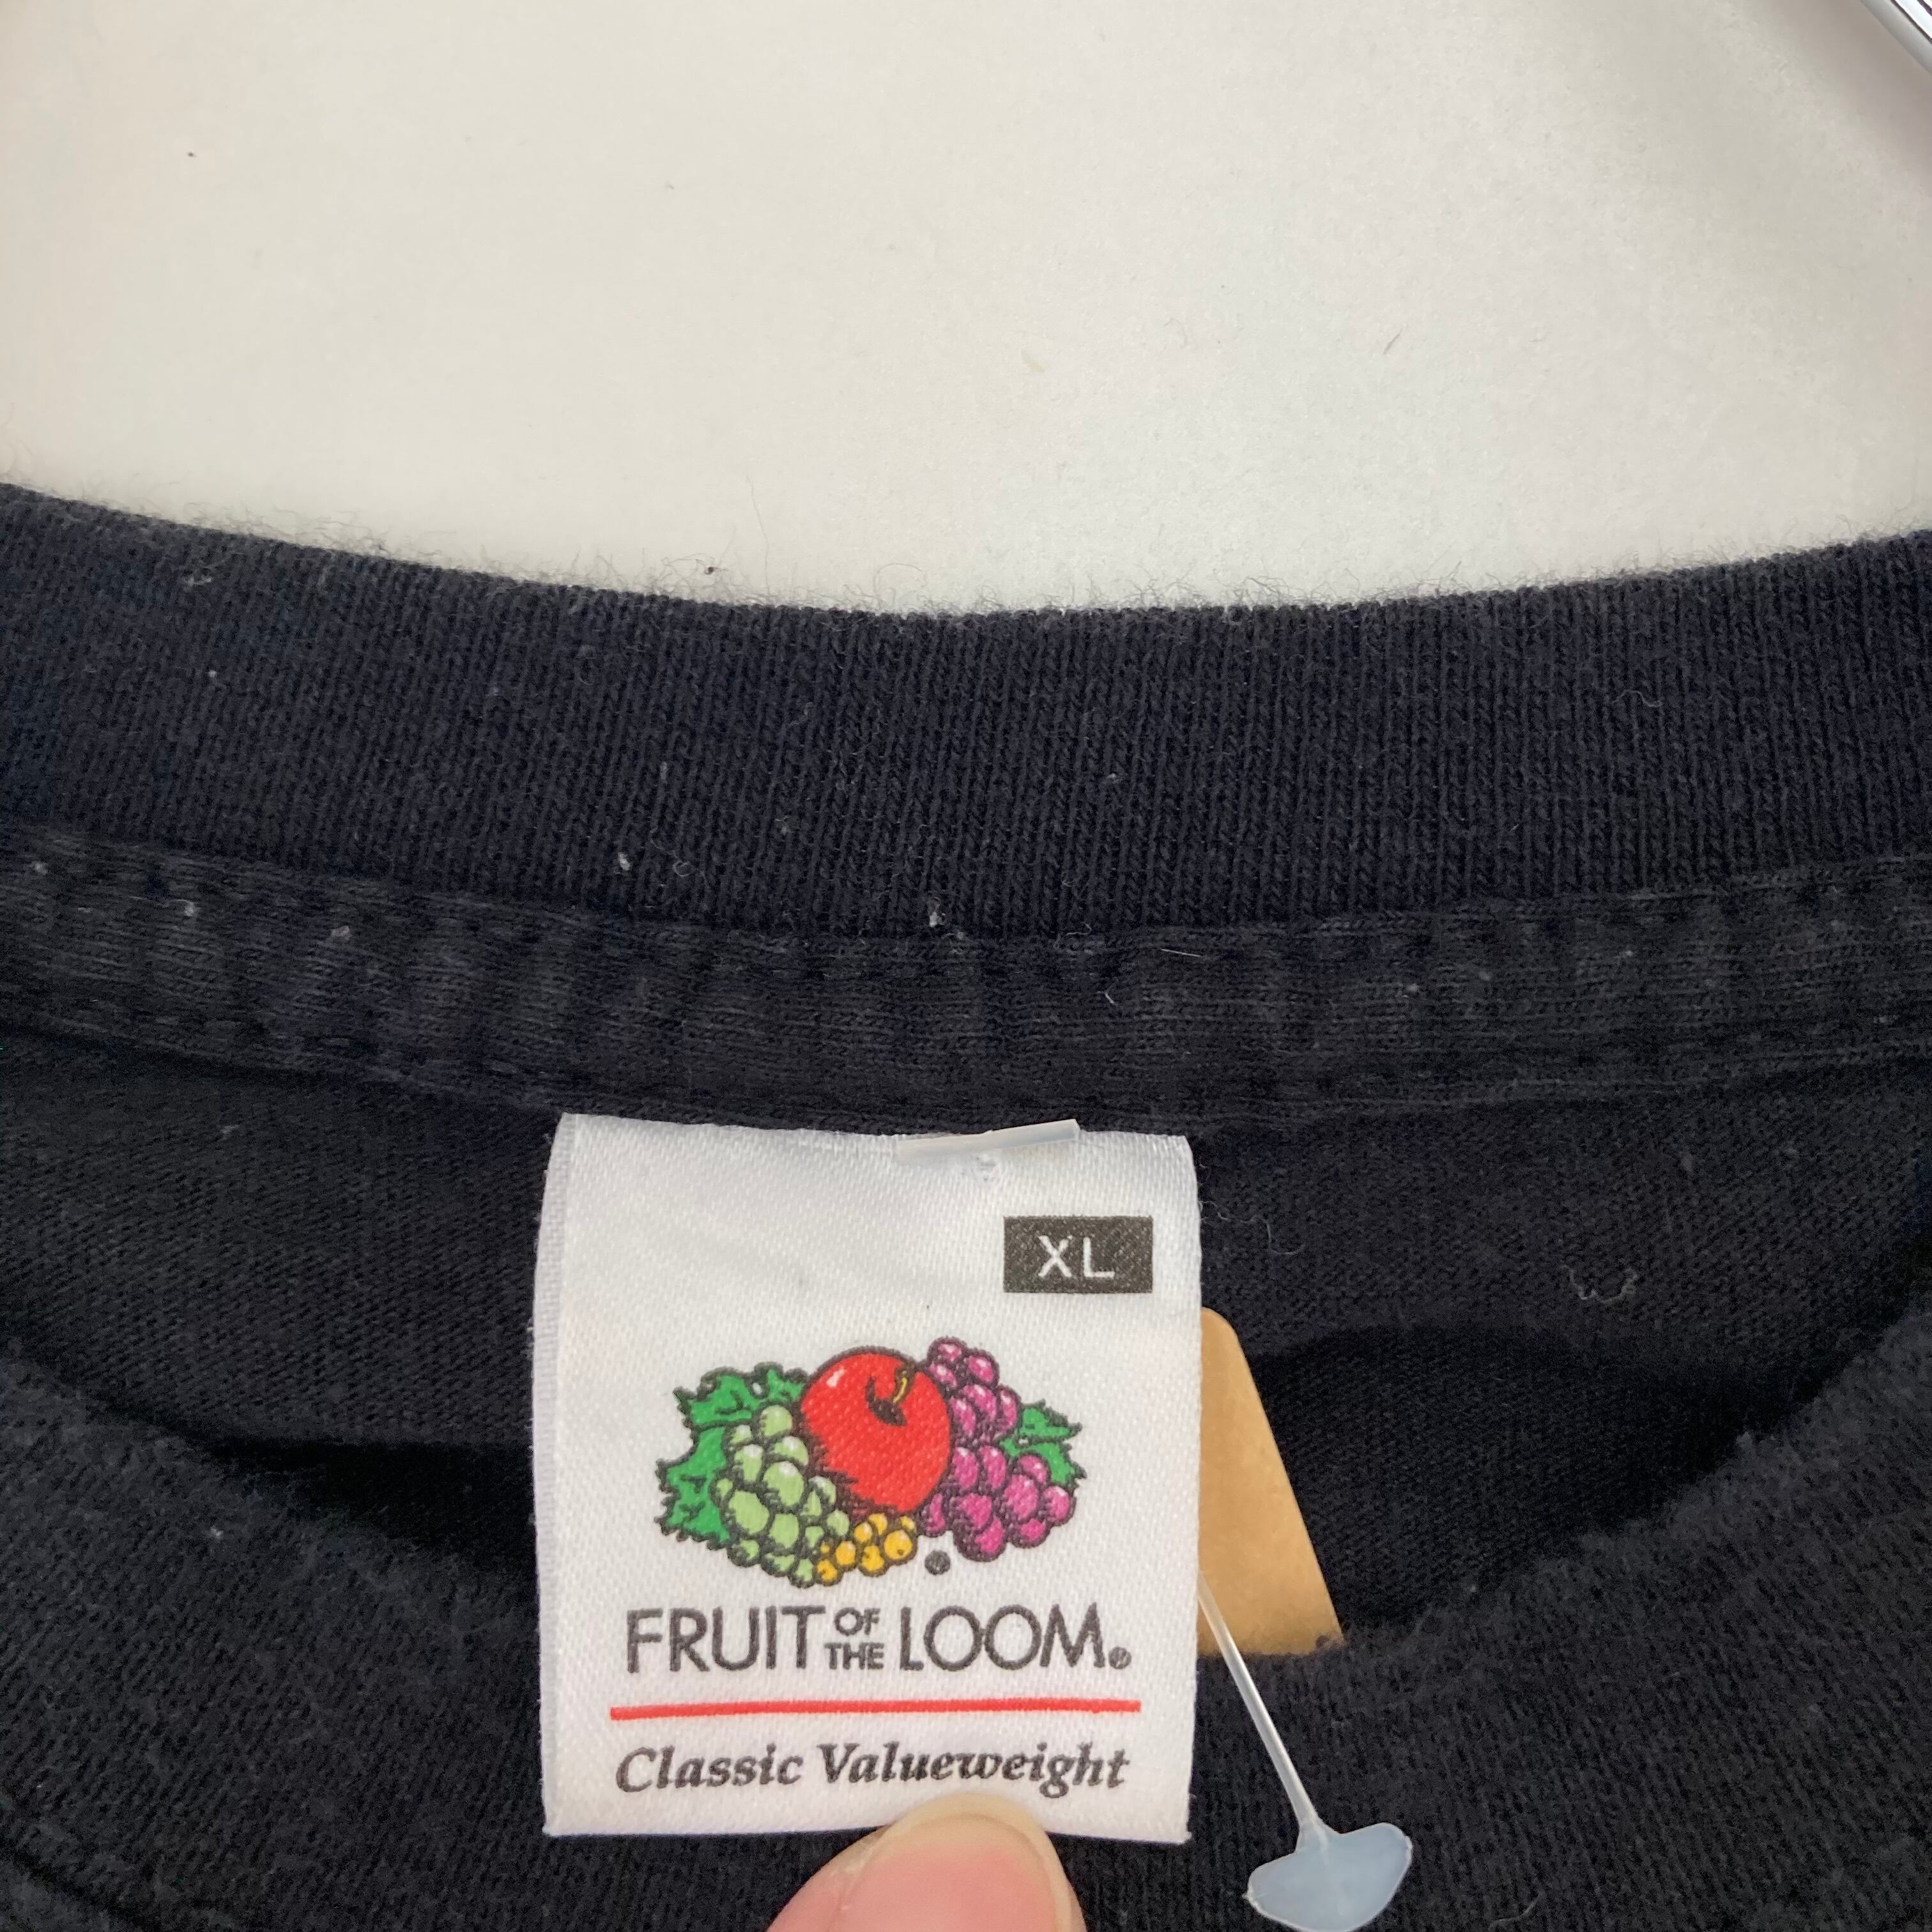 XL
FRUIT OF THE LOOM®
Classic Valueweight